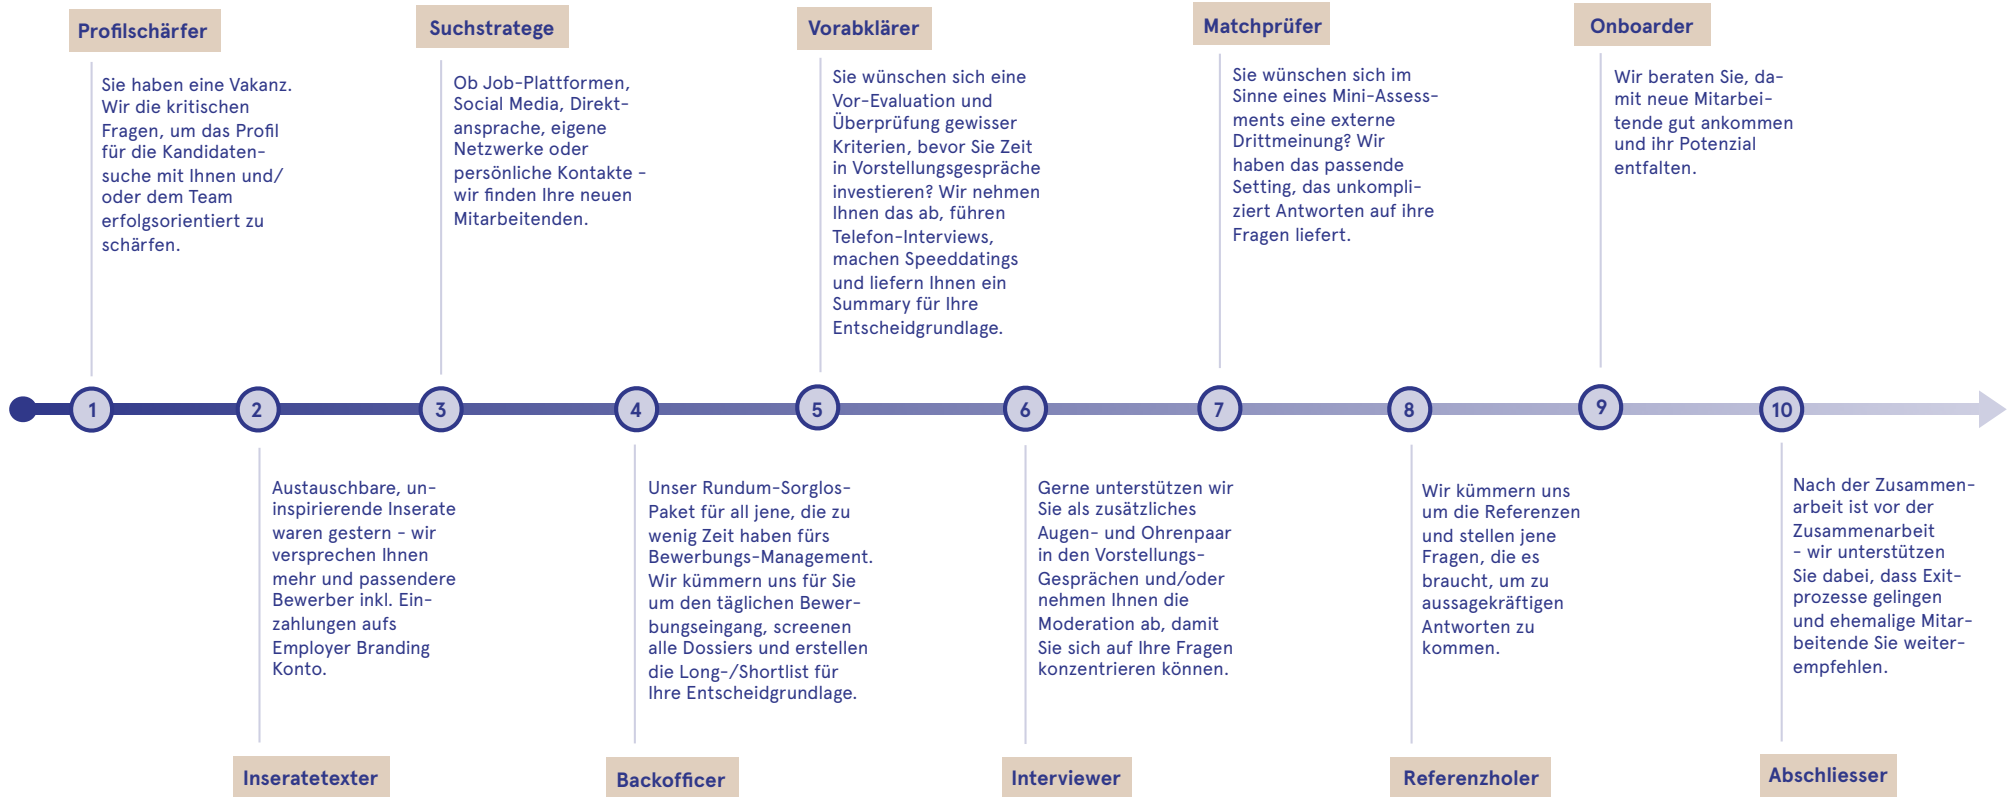 Profilschärfer
Sie haben eine Vakanz.
Wir die kritischen
Fragen, um das Profil
für die Kandidaten-
suche mit Ihnen und/
oder dem Team
erfolgsorientiert zu
schärfen.
Suchstratege
Ob Job-Plattformen,
Social Media, Direkt-
ansprache, eigene
Netzwerke oder
persönliche Kontakte -
wir finden Ihre neuen
Mitarbeitenden.
Vorabklärer
Sie wünschen sich eine
Vor-Evaluation und
Überprüfung gewisser
Kriterien, bevor Sie Zeit
in Vorstellungsgespräche
investieren? Wir nehmen
Ihnen das ab, führen
Telefon-Interviews,
machen Speeddatings
und liefern Ihnen ein
Summary für Ihre
Entscheidgrundlage.
Matchprüfer
Sie wünschen sich im
Sinne eines Mini-Assess-
ments eine externe
Drittmeinung? Wir
haben das passende
Setting, das unkompli-
ziert Antworten auf ihre
Fragen liefert.
Onboarder
Wir beraten Sie, da-
mit neue Mitarbei-
tende gut ankommen
und ihr Potenzial
entfalten.
1
2
3
4
5
6
7
8
9
10
Austauschbare, un-
inspirierende Inserate
waren gestern - wir
versprechen Ihnen
mehr und passendere
Bewerber inkl. Ein-
zahlungen aufs
Employer Branding
Konto.
Inseratetexter
Unser Rundum-Sorglos-
Paket für all jene, die zu
wenig Zeit haben fürs
Bewerbungs-Management.
Wir kümmern uns für Sie
um den täglichen Bewer-
bungseingang, screenen
alle Dossiers und erstellen
die Long-/Shortlist für
Ihre Entscheidgrundlage.
Backofficer
Gerne unterstützen wir
Sie als zusätzliches
Augen- und Ohrenpaar
in den Vorstellungs-
Gesprächen und/oder
nehmen Ihnen die
Moderation ab, damit
Sie sich auf Ihre Fragen
konzentrieren können.
Interviewer
Wir kümmern uns
um die Referenzen
und stellen jene
Fragen, die es
braucht, um zu
aussagekräftigen
Antworten zu
kommen.
Referenzholer
Nach der Zusammen-
arbeit ist vor der
Zusammenarbeit
- wir unterstützen
Sie dabei, dass Exit-
prozesse gelingen
und ehemalige Mitar-
beitende Sie weiter-
empfehlen.
Abschliesser